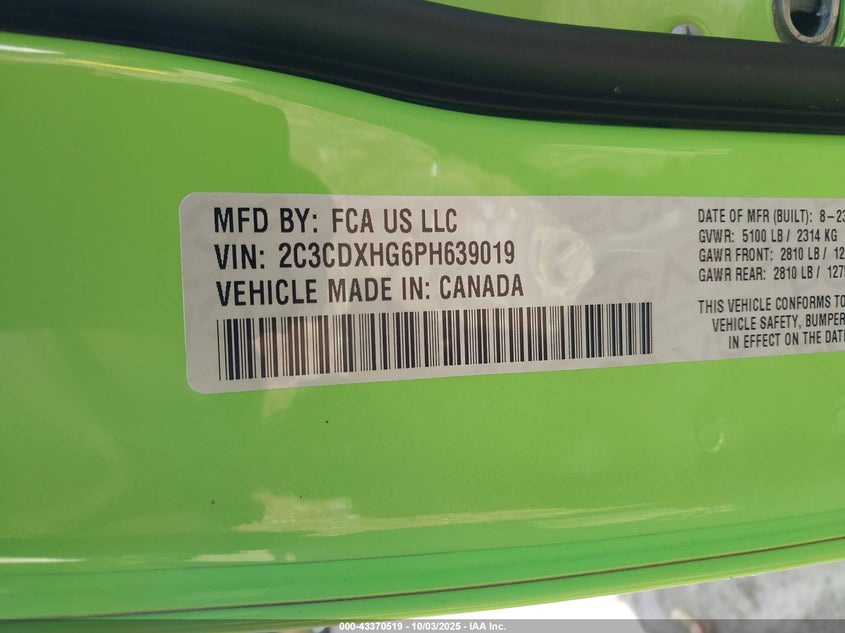 MFD BY: FCA US LLC
VIN: 2C3CDXHG6PH639019
VEHICLE MADE IN: CANADA
DATE OF MFR (BUILT): 8-23
GVWR: 5100 LB / 2314 KG
GAWR FRONT: 2810 LB / 12
GAWR REAR: 2810 LB / 1275
THIS VEHICLE CONFORMS TO
VEHICLE SAFETY, BUMPER
IN EFFECT ON THE DATE
000-43370519 - 10/03/2025 - IAA Inc.